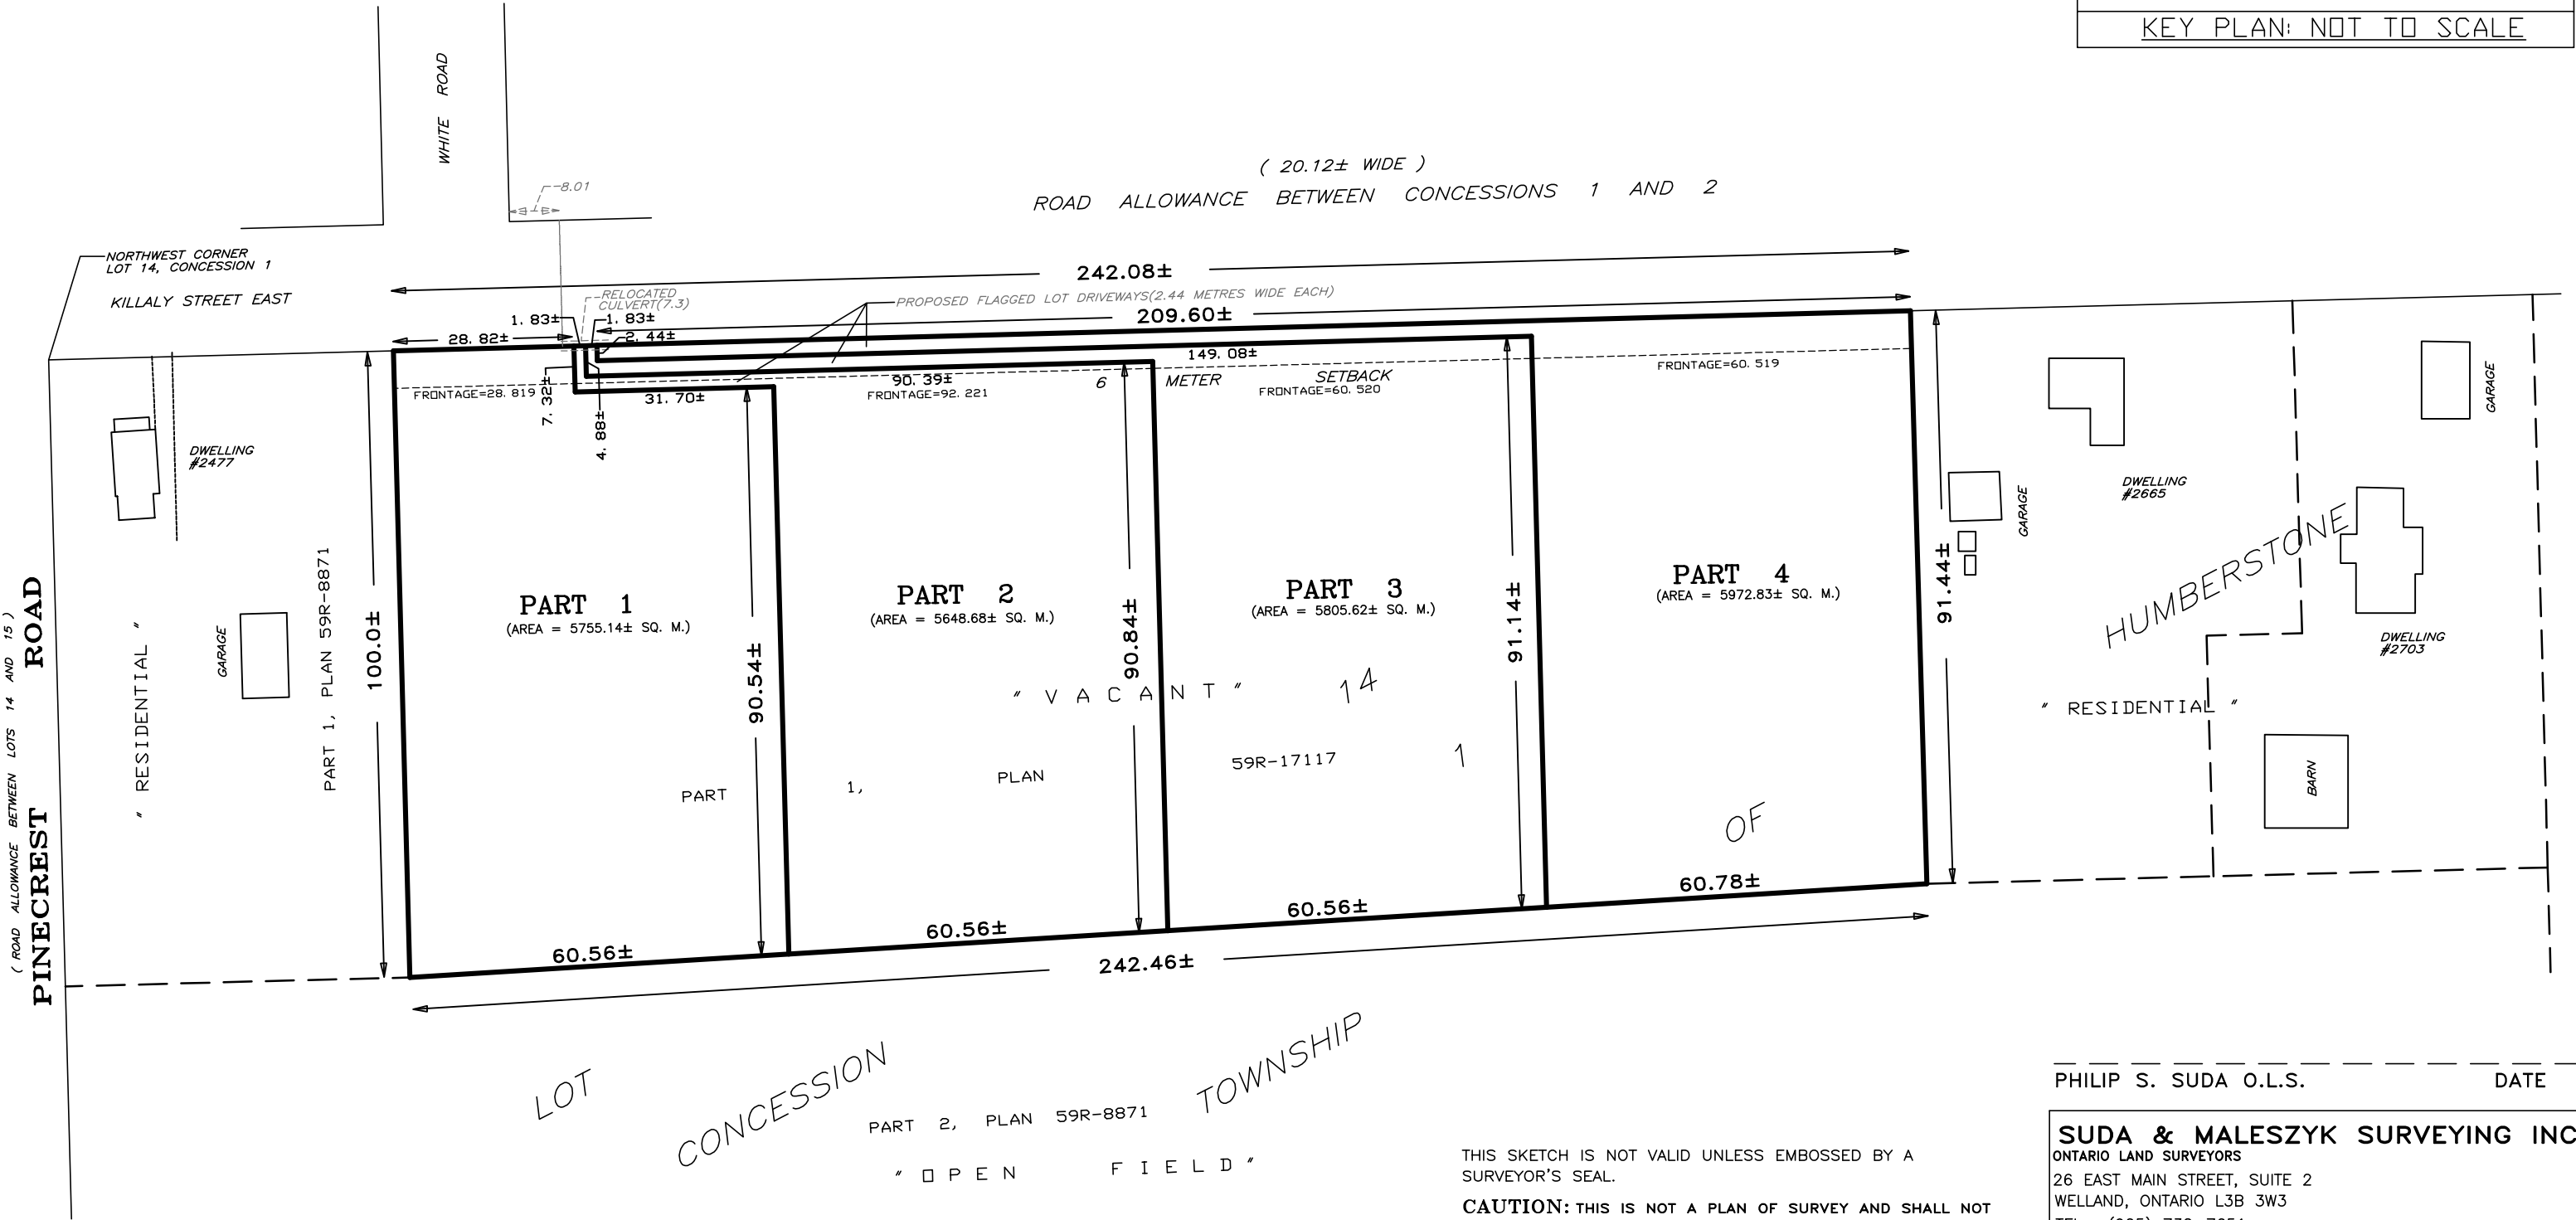 KEY PLAN: NOT TO SCALE
WHITE ROAD
8.01
( 20.12± WIDE )
ROAD ALLOWANCE BETWEEN CONCESSIONS 1 AND 2
NORTHWEST CORNER
LOT 14, CONCESSION 1
KILLALY STREET EAST
242.08±
RELOCATED
CULVERT(7.3)
PROPOSED FLAGGED LOT DRIVEWAYS(2.44 METRES WIDE EACH)
1.83±
1.83±
209.60±
28.82±
2.44±
149.08±
90.39±
6 METER SETBACK
FRONTAGE=28.819
31.70±
FRONTAGE=92.221
FRONTAGE=60.520
FRONTAGE=60.519
7.32±
4.88±
DWELLING
#2477
GARAGE
" RESIDENTIAL "
PART 1, PLAN 59R-8871
100.0±
PINECREST ROAD
( ROAD ALLOWANCE BETWEEN LOTS 14 AND 15 )
PART 1
(AREA = 5755.14± SQ. M.)
90.54±
PART 2
(AREA = 5648.68± SQ. M.)
90.84±
PART 3
(AREA = 5805.62± SQ. M.)
91.14±
PART 4
(AREA = 5972.83± SQ. M.)
91.44±
" V A C A N T "
14
PART 1, PLAN 59R-17117
1
OF
GARAGE
DWELLING
#2665
GARAGE
HUMBERSTONE
DWELLING
#2703
" RESIDENTIAL "
BARN
60.56±
60.56±
60.56±
60.78±
242.46±
LOT
CONCESSION
TOWNSHIP
PART 2, PLAN 59R-8871
" O P E N F I E L D "
THIS SKETCH IS NOT VALID UNLESS EMBOSSED BY A
SURVEYOR'S SEAL.
CAUTION: THIS IS NOT A PLAN OF SURVEY AND SHALL NOT
PHILIP S. SUDA O.L.S. DATE
SUDA & MALESZYK SURVEYING INC
ONTARIO LAND SURVEYORS
26 EAST MAIN STREET, SUITE 2
WELLAND, ONTARIO L3B 3W3